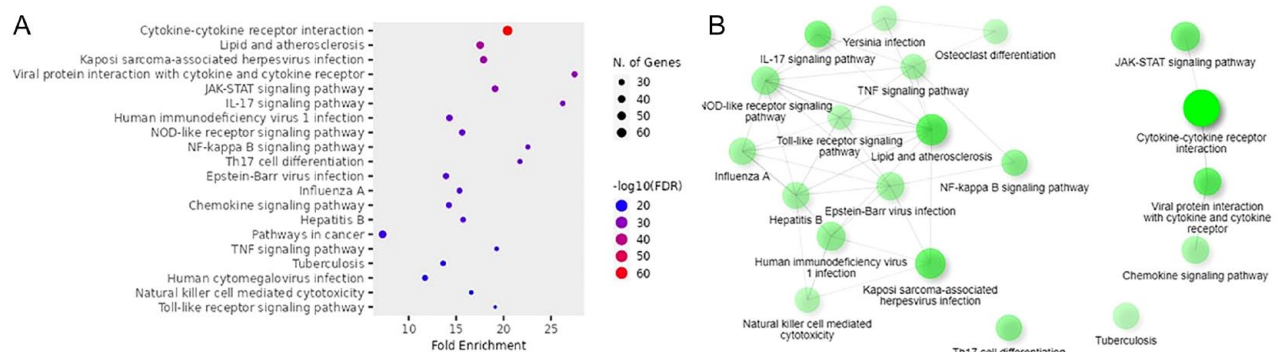 A
Cytokine-cytokine receptor interaction
Lipid and atherosclerosis
Kaposi sarcoma-associated herpesvirus infection
Viral protein interaction with cytokine and cytokine receptor
JAK-STAT signaling pathway
IL-17 signaling pathway
Human immunodeficiency virus 1 infection
NOD-like receptor signaling pathway
NF-kappa B signaling pathway
Th17 cell differentiation
Epstein-Barr virus infection
Influenza A
Chemokine signaling pathway
Hepatitis B
Pathways in cancer
TNF signaling pathway
Tuberculosis
Human cytomegalovirus infection
Natural killer cell mediated cytotoxicity
Toll-like receptor signaling pathway
10 15 20 25
Fold Enrichment
N. of Genes
30
40
50
60
-log10(FDR)
20
30
40
50
60
B
Yersinia infection
Osteoclast differentiation
IL-17 signaling pathway
TNF signaling pathway
NOD-like receptor signaling
pathway
Toll-like receptor signaling
pathway
Lipid and atherosclerosis
Influenza A
NF-kappa B signaling pathway
Hepatitis B
Epstein-Barr virus infection
Human immunodeficiency virus
1 infection
Kaposi sarcoma-associated
herpesvirus infection
Natural killer cell mediated
cytotoxicity
Th17 cell differentiation
JAK-STAT signaling pathway
Cytokine-cytokine receptor
interaction
Viral protein interaction
with cytokine and cytokine
receptor
Chemokine signaling pathway
Tuberculosis